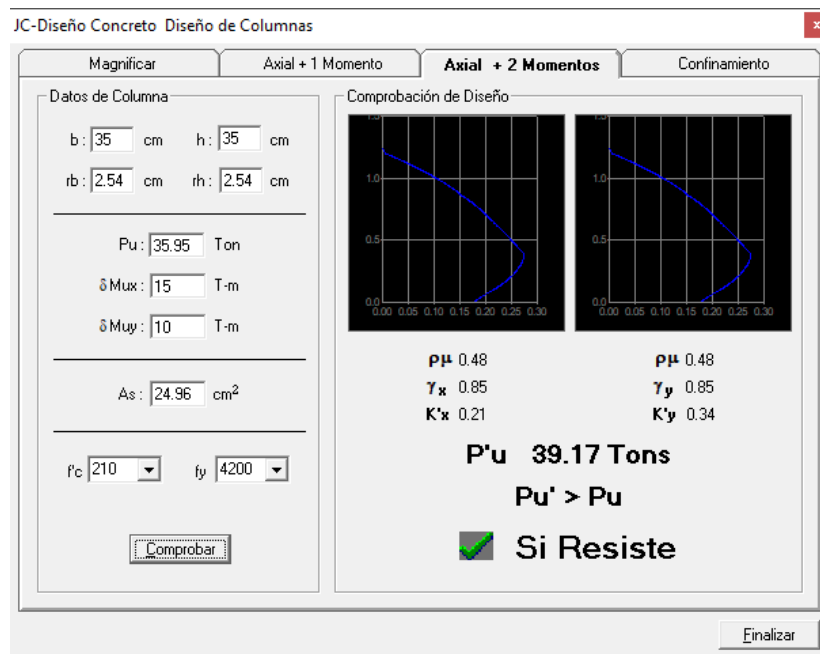 JC-Diseño Concreto Diseño de Columnas
x
Magnificar
Axial + 1 Momento
Axial + 2 Momentos
Confinamiento
Datos de Columna
b : 35 cm h : 35 cm
rb : 2.54 cm rh : 2.54 cm
Pu : 35.95 Ton
δ Mux : 15 T-m
δ Muy : 10 T-m
As : 24.96 cm²
f'c 210 fy 4200
Comprobar
Comprobación de Diseño
1.0
0.5
0.0
0.00 0.05 0.10 0.15 0.20 0.25 0.30
1.0
0.5
0.0
0.00 0.05 0.10 0.15 0.20 0.25 0.30
ρμ 0.48
γx 0.85
K'x 0.21
ρμ 0.48
γy 0.85
K'y 0.34
P'u 39.17 Tons
Pu' > Pu
Si Resiste
Finalizar